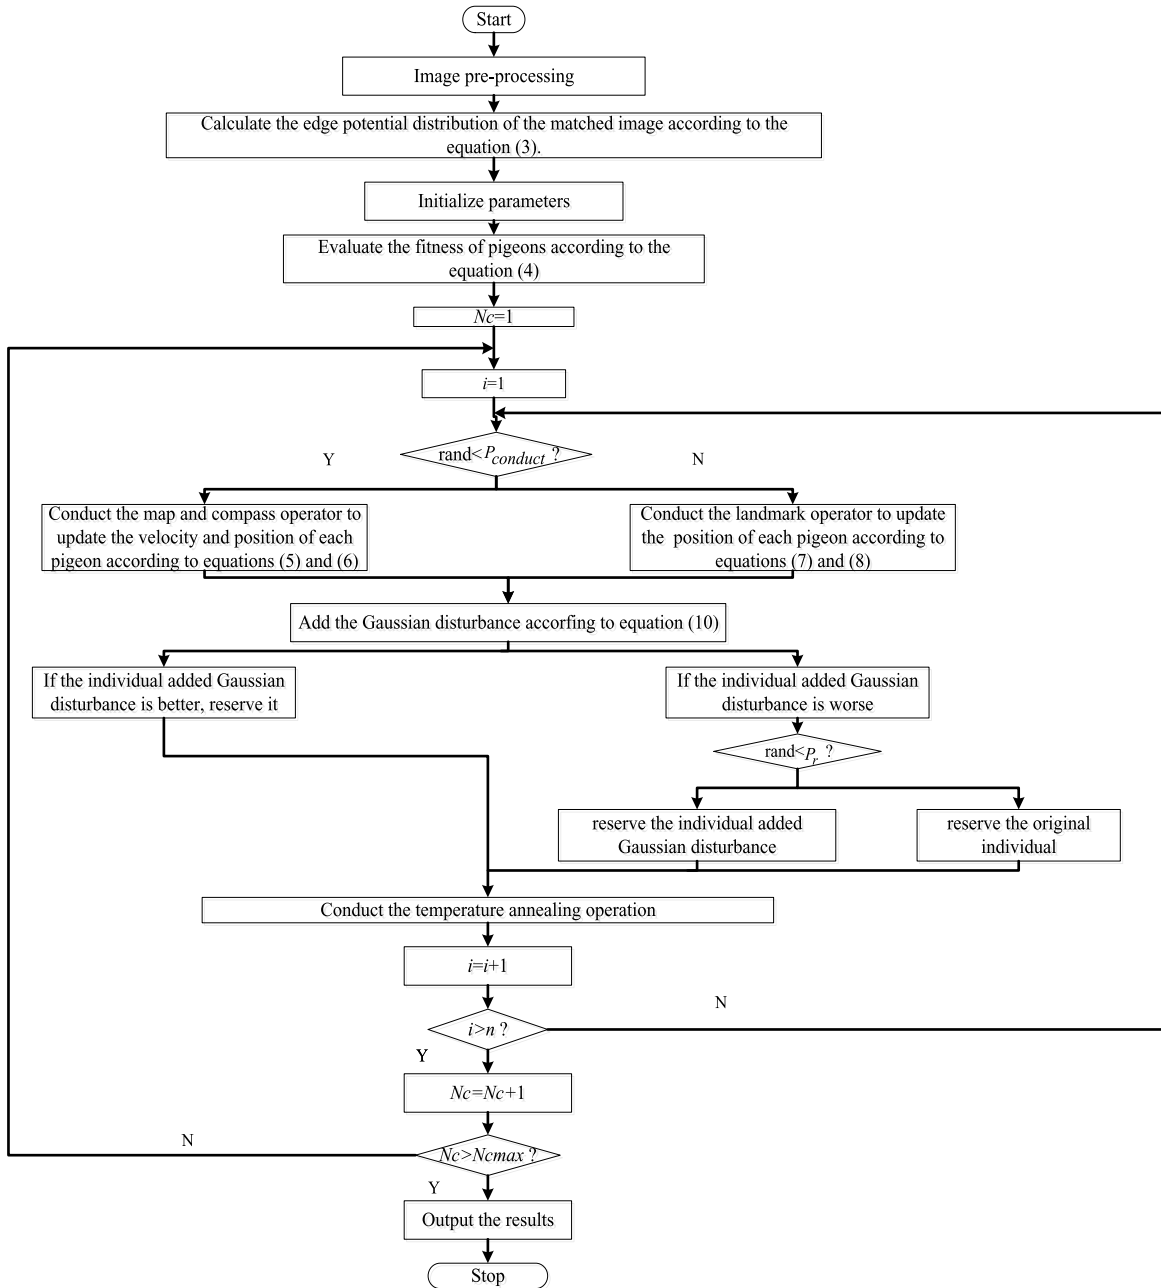 Start
Image pre-processing
Calculate the edge potential distribution of the matched image according to the
equation (3).
Initialize parameters
Evaluate the fitness of pigeons according to the
equation (4)
Nc=1
i=1
rand<Pconduct ?
Y
N
Conduct the map and compass operator to
update the velocity and position of each
pigeon according to equations (5) and (6)
Conduct the landmark operator to update
the position of each pigeon according to
equations (7) and (8)
Add the Gaussian disturbance accorfing to equation (10)
If the individual added Gaussian
disturbance is better, reserve it
If the individual added Gaussian
disturbance is worse
rand<Pr ?
reserve the individual added
Gaussian disturbance
reserve the original
individual
Conduct the temperature annealing operation
i=i+1
i>n ?
N
Y
Nc=Nc+1
Nc>Ncmax ?
N
Y
Output the results
Stop